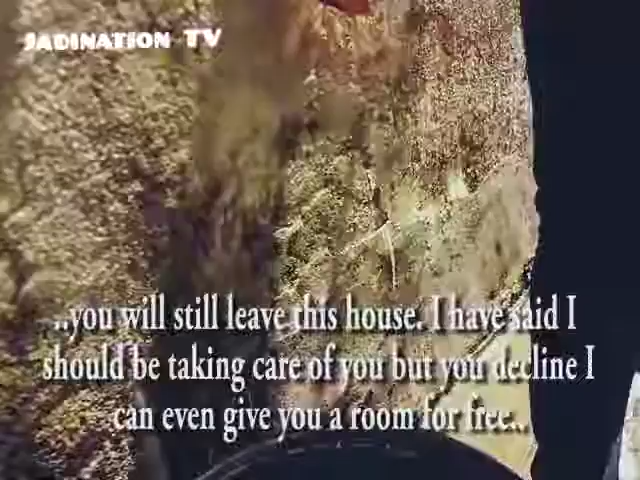 JADINATION TV
..you will still leave this house. I have said I
should be taking care of you but you decline I
can even give you a room for free..